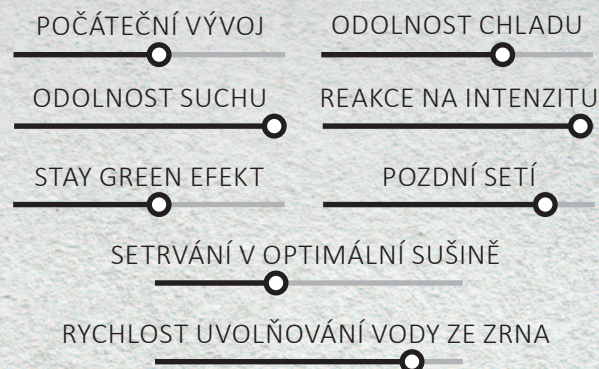 POČÁTEČNÍ VÝVOJ
ODOLNOST CHLADU
ODOLNOST SUCHU
REAKCE NA INTENZITU
STAY GREEN EFEKT
POZDNÍ SETÍ
SETRVÁNÍ V OPTIMÁLNÍ SUŠINĚ
RYCHLOST UVOLŇOVÁNÍ VODY ZE ZRNA